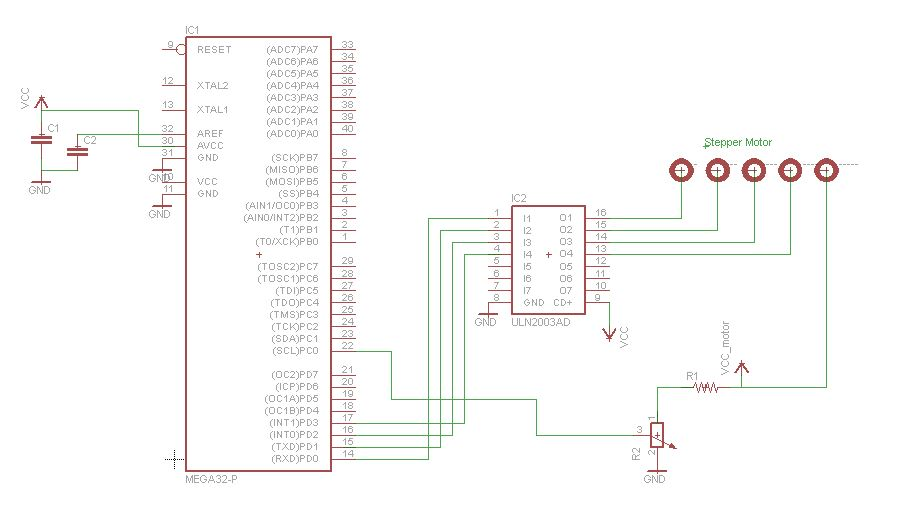 IC1
9 RESET (ADC7)PA7 33
(ADC6)PA6 34
(ADC5)PA5 35
12 XTAL2 (ADC4)PA4 36
(ADC3)PA3 37
13 XTAL1 (ADC2)PA2 38
(ADC1)PA1 39
32 AREF (ADC0)PA0 40
30 AVCC
31 GND (SCK)PB7 8
(MISO)PB6 7
10 VCC (MOSI)PB5 6
11 GND (SS)PB4 5
(AIN1/OC0)PB3 4
(AIN0/INT2)PB2 3
(T1)PB1 2
(T0/XCK)PB0 1
(TOSC2)PC7 29
(TOSC1)PC6 28
(TDI)PC5 27
(TDO)PC4 26
(TMS)PC3 25
(TCK)PC2 24
(SDA)PC1 23
(SCL)PC0 22
(OC2)PD7 21
(ICP)PD6 20
(OC1A)PD5 19
(OC1B)PD4 18
(INT1)PD3 17
(INT0)PD2 16
(TXD)PD1 15
(RXD)PD0 14
MEGA32-P
VCC
C1
C2
GND
GND
GND
Stepper Motor
IC2
1 I1 O1 16
2 I2 O2 15
3 I3 O3 14
4 I4 O4 13
5 I5 O5 12
6 I6 O6 11
7 I7 O7 10
8 GND CD+ 9
GND
ULN2003AD
VCC
VCC_motor
R1
1
3
2
R2
GND